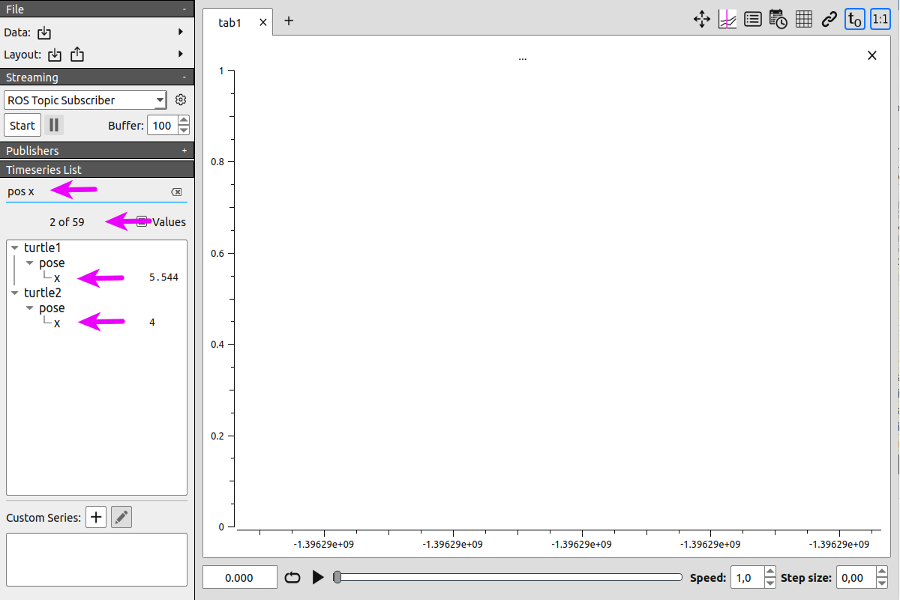 File -
Data:
Layout:
Streaming -
ROS Topic Subscriber
Start Buffer: 100
Publishers +
Timeseries List
pos x
2 of 59 Values
turtle1
pose
x 5.544
turtle2
pose
x 4
Custom Series:
tab1
t0 1:1
...
1
0.8
0.6
0.4
0.2
0
-1.39629e+09 -1.39629e+09 -1.39629e+09 -1.39629e+09 -1.39629e+09
0.000 Speed: 1,0 Step size: 0,00